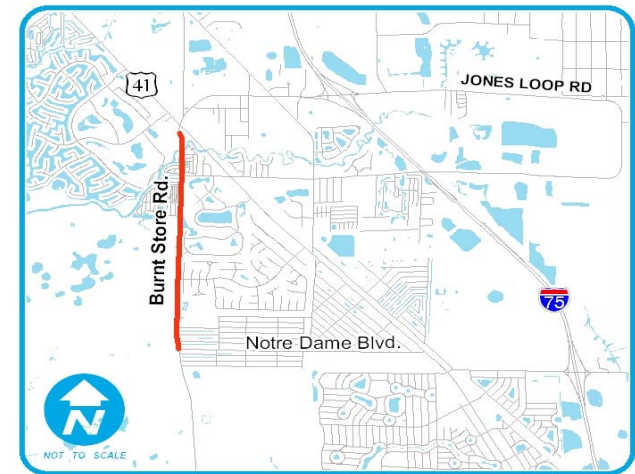 JONES LOOP RD
41
Burnt Store Rd.
75
Notre Dame Blvd.
N
NOT TO SCALE